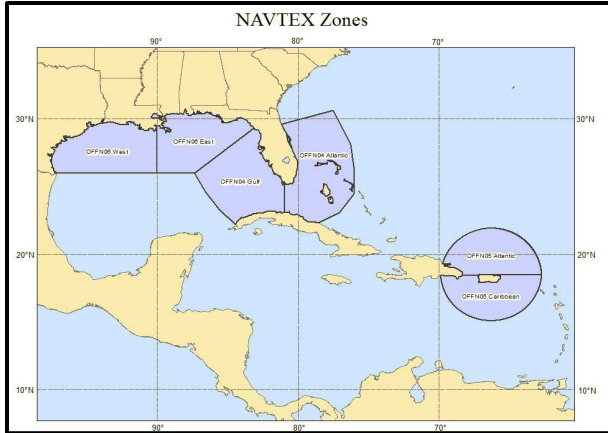 NAVTEX Zones
90° 80° 70°
30°N 30°N
OFFN06 West
OFFN06 East
OFFN04 Atlantic
OFFN04 Gulf
20°N 20°N
OFFN05 Atlantic
OFFN05 Caribbean
10°N 10°N
90° 80° 70°